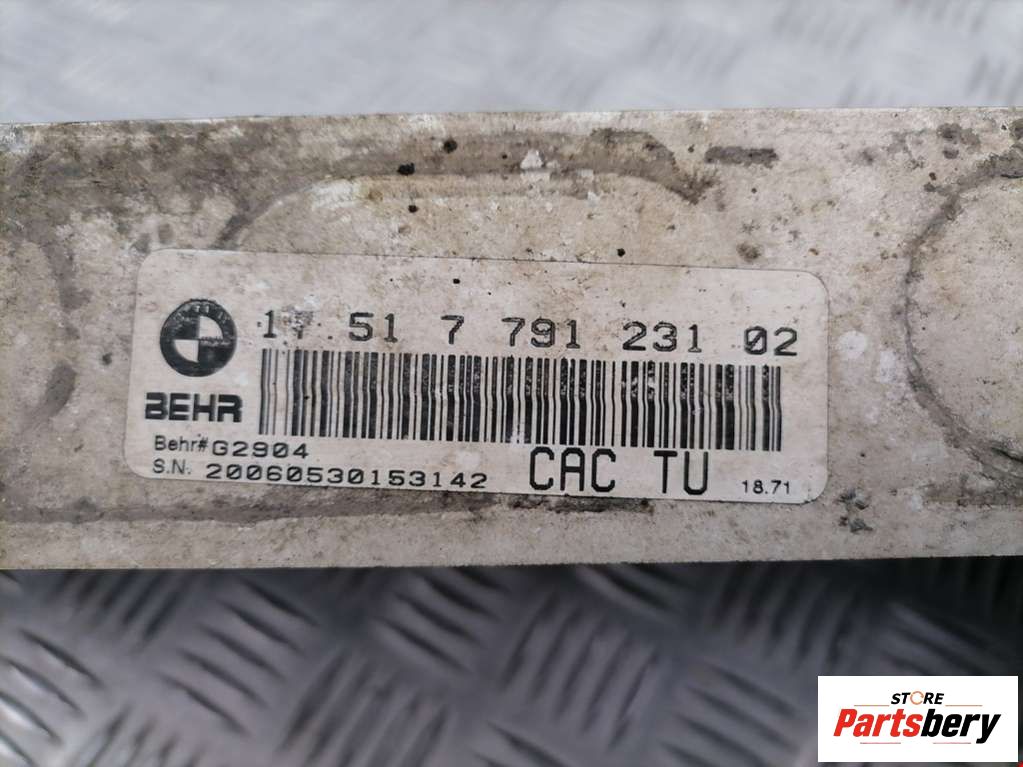 17 51 7 791 231 02
BEHR
Behr# G2904
S.N. 20060530153142
CAC TU
18.71
STORE
Partsbery